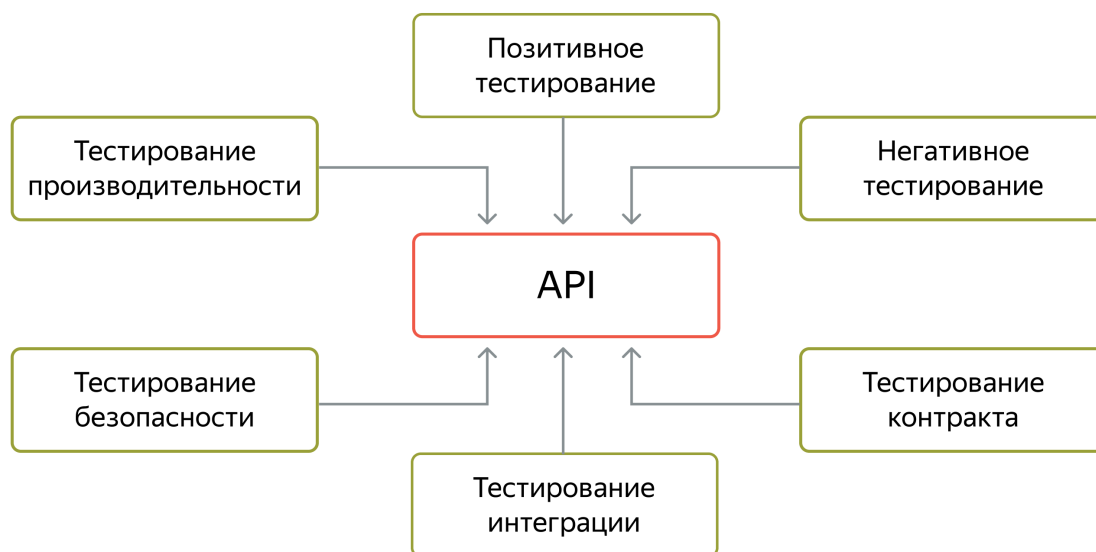 Позитивное
тестирование
Тестирование
производительности
Негативное
тестирование
API
Тестирование
безопасности
Тестирование
контракта
Тестирование
интеграции